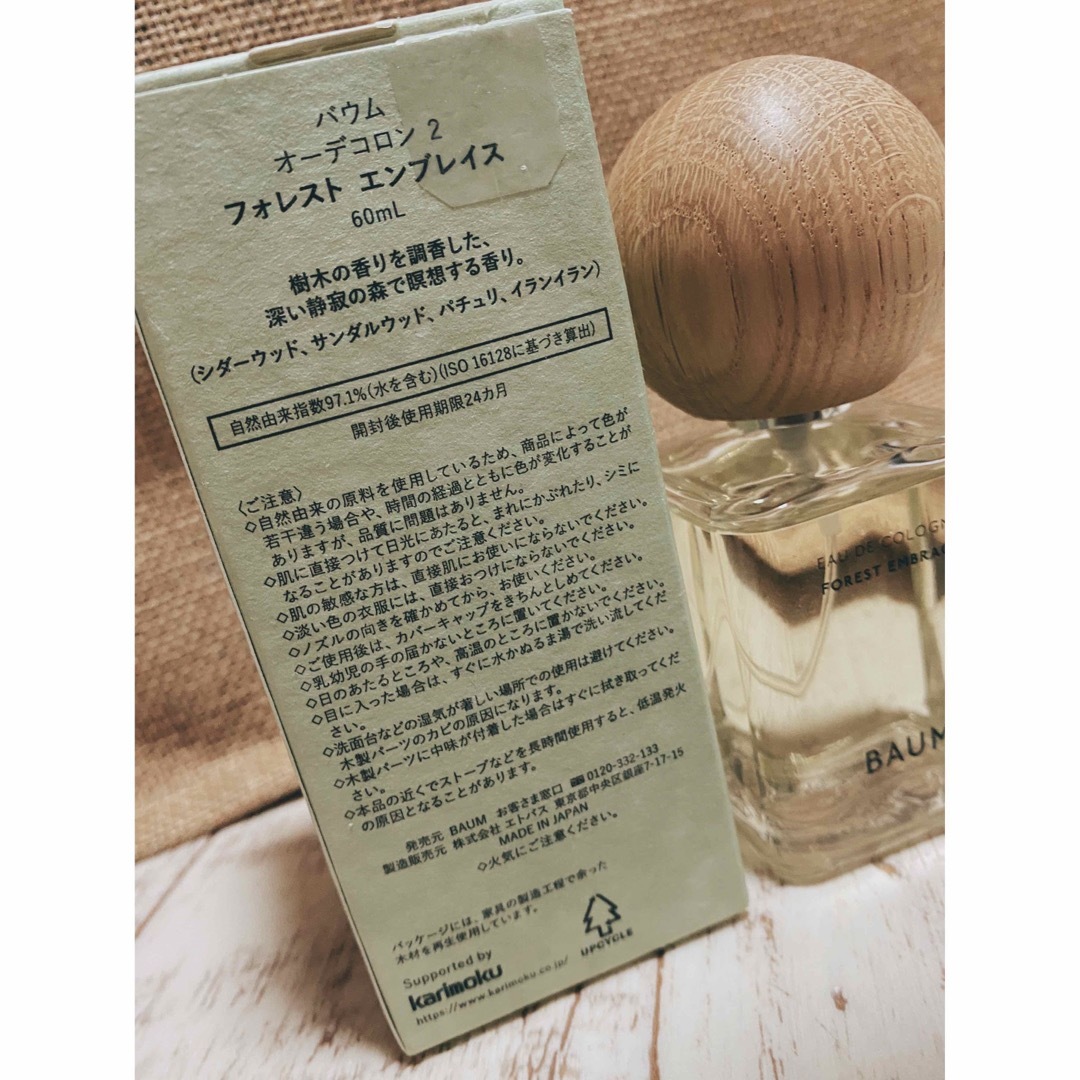 バウム
オーデコロン 2
フォレスト エンブレイス
60mL
樹木の香りを調香した、
深い静寂の森で瞑想する香り。
(シダーウッド、サンダルウッド、パチュリ、イランイラン)
自然由来指数97.1%(水を含む)(ISO 16128に基づき算出)
開封後使用期限24カ月
〈ご注意〉
◇自然由来の原料を使用しているため、商品によって色が
若干違う場合や、時間の経過とともに色が変化することが
ありますが、品質に問題はありません。
◇肌に直接つけて日光にあたると、まれにかぶれたり、シミに
なることがありますのでご注意ください。
◇肌の敏感な方は、直接肌にお使いにならないでください。
◇淡い色の衣服には、直接おつけにならないでください。
◇ノズルの向きを確かめてから、お使いください。
◇ご使用後は、カバーキャップをきちんとしめてください。
◇乳幼児の手の届かないところに置いてください。
◇日のあたるところや、高温のところに置かないでください。
◇目に入った場合は、すぐに水かぬるま湯で洗い流してくだ
さい。
◇洗面台などの湿気が著しい場所での使用は避けてください。
木製パーツのカビの原因になります。
◇木製パーツに中味が付着した場合はすぐに拭き取ってくだ
さい。
◇本品の近くでストーブなどを長時間使用すると、低温発火
の原因となることがあります。
発売元 BAUM お客さま窓口 0120-332-133
製造販売元 株式会社 エトバス 東京都中央区銀座7-17-15
MADE IN JAPAN
◇火気にご注意ください。
パッケージには、家具の製造工程で余った
木材を再生使用しています。
UPCYCLE
Supported by
karimoku
https://www.karimoku.co.jp/
EAU DE COLOGN
FOREST EMBRAC
BAUM